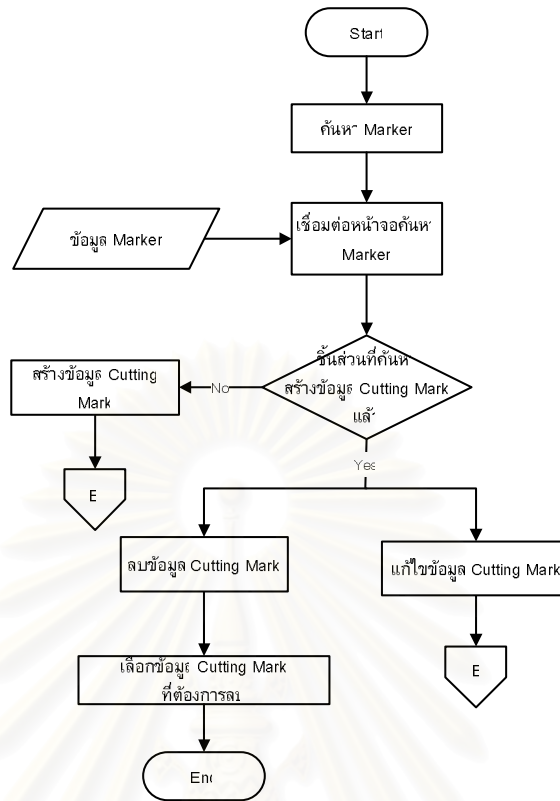 Start
ค้นหา Marker
ข้อมูล Marker
เชื่อมต่อหน้าจอค้นหา
Marker
ชิ้นส่วนที่ค้นหา
สร้างข้อมูล Cutting Mark
แล้ว
No
สร้างข้อมูล Cutting
Mark
E
Yes
ลบข้อมูล Cutting Mark
แก้ไขข้อมูล Cutting Mark
เลือกข้อมูล Cutting Mark
ที่ต้องการลบ
E
End